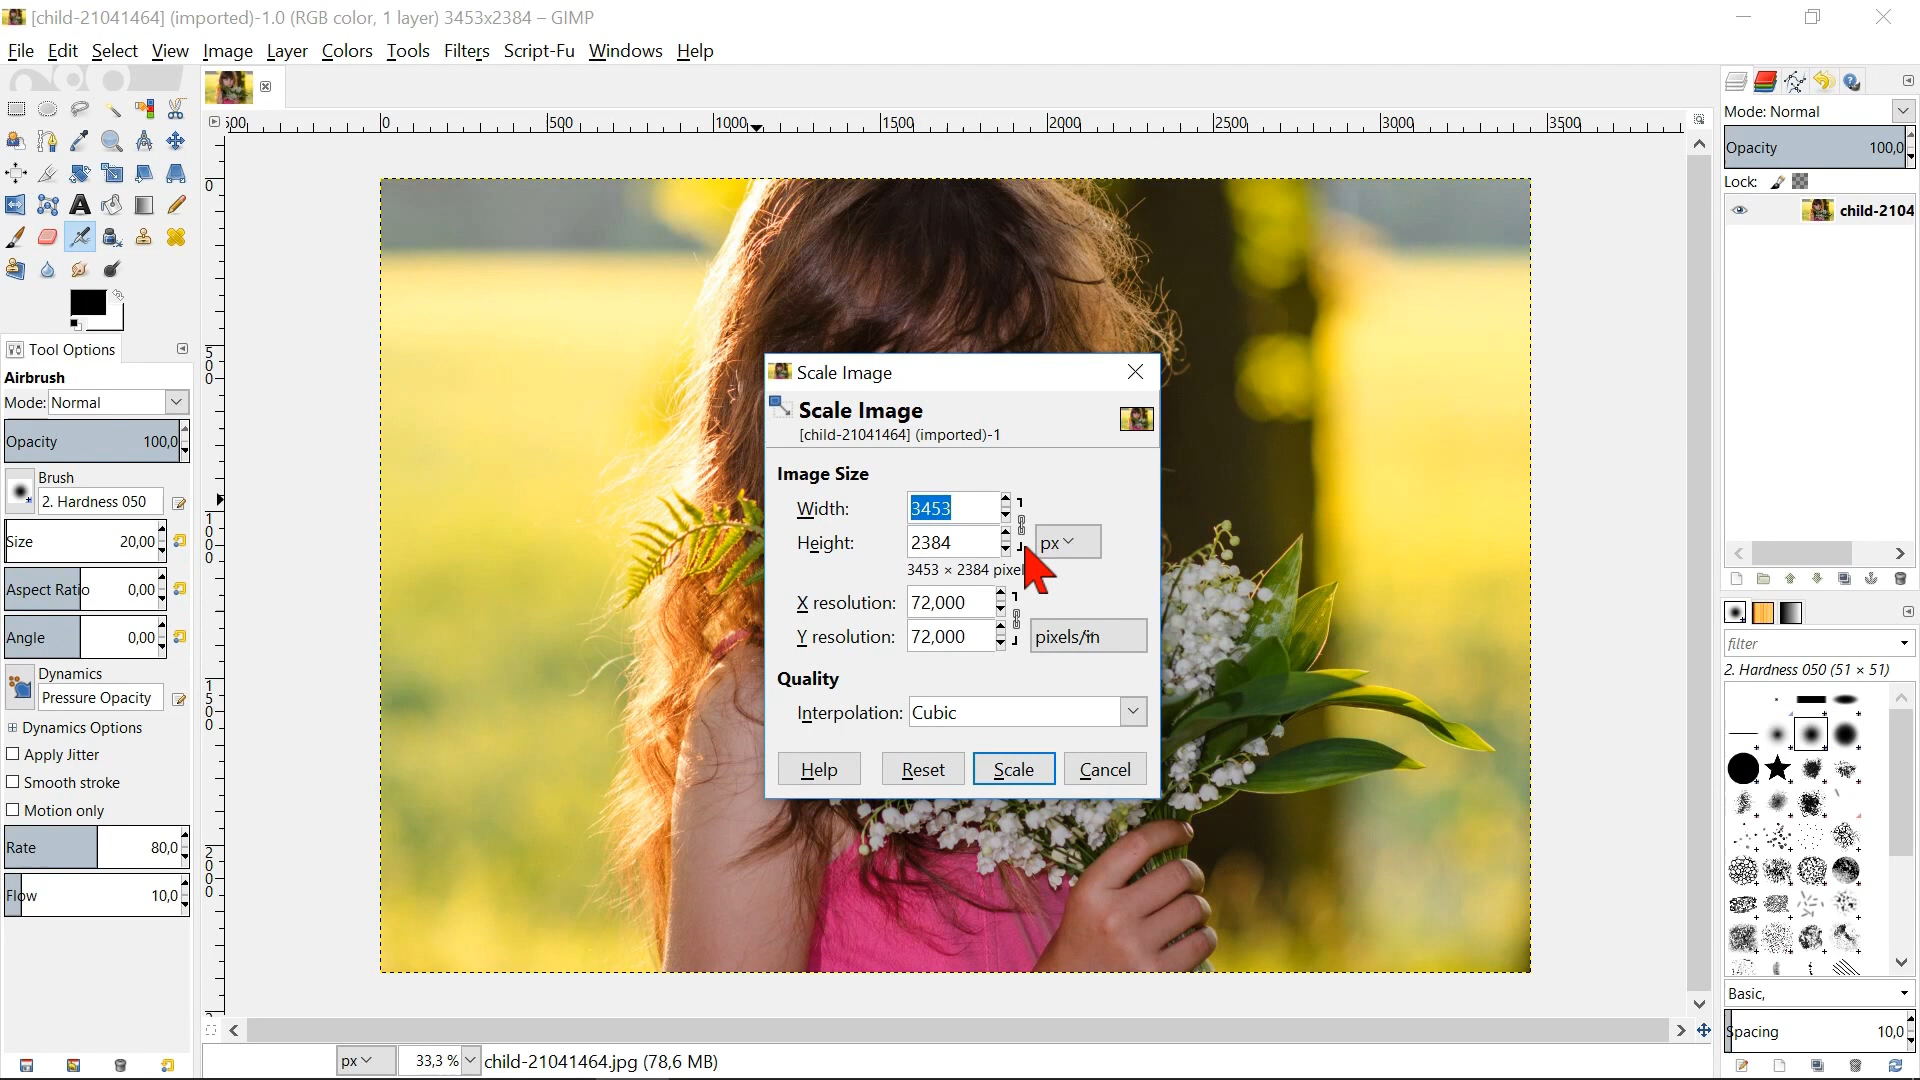 [child-21041464] (imported)-1.0 (RGB color, 1 layer) 3453x2384 – GIMP
File Edit Select View Image Layer Colors Tools Filters Script-Fu Windows Help
500 0 500 1000 1500 2000 2500 3000 3500
0
500
1000
1500
2000
Tool Options
Airbrush
Mode: Normal
Opacity 100,0
Brush
2. Hardness 050
Size 20,00
Aspect Ratio 0,00
Angle 0,00
Dynamics
Pressure Opacity
Dynamics Options
Apply Jitter
Smooth stroke
Motion only
Rate 80,0
Flow 10,0
Scale Image
Scale Image
[child-21041464] (imported)-1
Image Size
Width: 3453
Height: 2384 px
3453 × 2384 pixel
X resolution: 72,000
Y resolution: 72,000 pixels/in
Quality
Interpolation: Cubic
Help Reset Scale Cancel
px 33,3 % child-21041464.jpg (78,6 MB)
Mode: Normal
Opacity 100,0
Lock:
child-2104
filter
2. Hardness 050 (51 × 51)
Basic,
Spacing 10,0